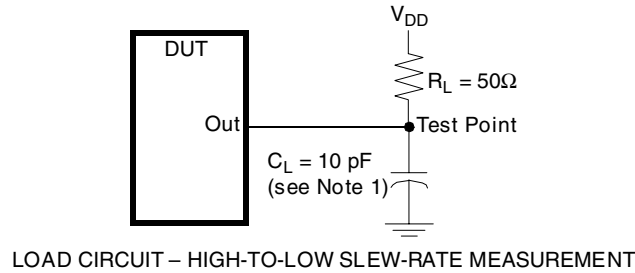 V_DD
DUT
R_L = 50Ω
Out
Test Point
C_L = 10 pF
(see Note 1)
LOAD CIRCUIT – HIGH-TO-LOW SLEW-RATE MEASUREMENT